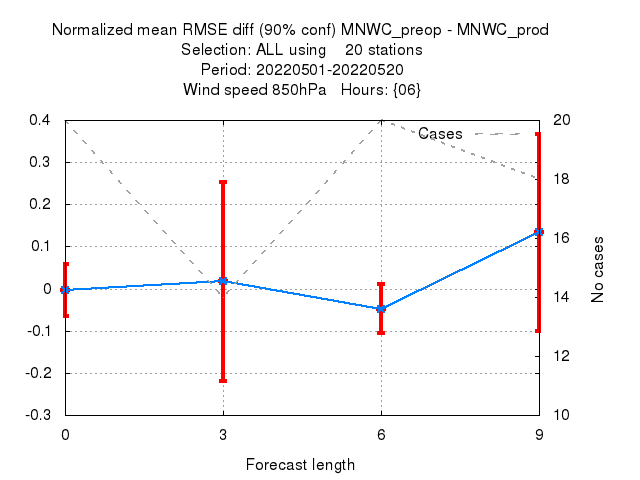 Normalized mean RMSE diff (90% conf) MNWC_preop - MNWC_prod
Selection: ALL using    20 stations
Period: 20220501-20220520
Wind speed 850hPa   Hours: {06}
Cases
0.4
0.3
0.2
0.1
0
-0.1
-0.2
-0.3
20
18
16
14
12
10
No cases
0 3 6 9
Forecast length